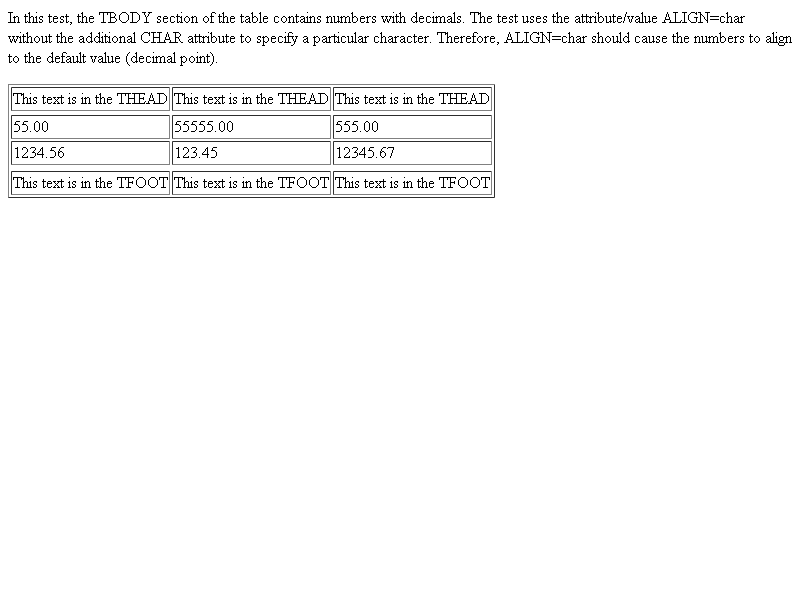 In this test, the TBODY section of the table contains numbers with decimals. The test uses the attribute/value ALIGN=char
without the additional CHAR attribute to specify a particular character. Therefore, ALIGN=char should cause the numbers to align
to the default value (decimal point).
This text is in the THEAD This text is in the THEAD This text is in the THEAD
55.00 55555.00 555.00
1234.56 123.45 12345.67
This text is in the TFOOT This text is in the TFOOT This text is in the TFOOT